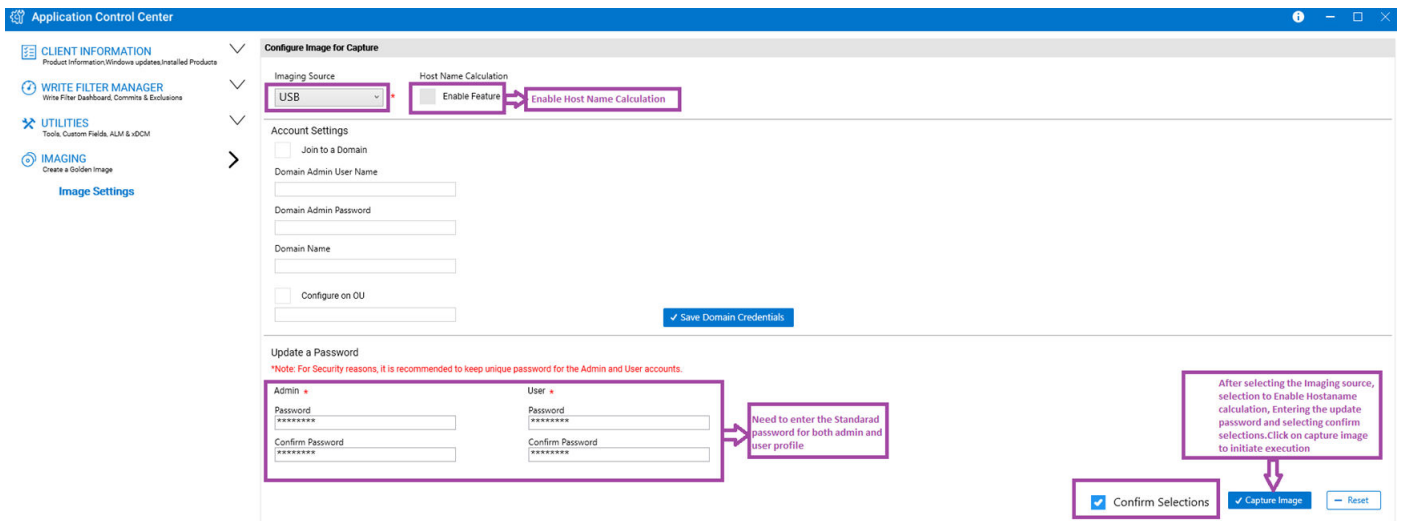 Application Control Center
CLIENT INFORMATION
Product Information,Windows updates,Installed Products
WRITE FILTER MANAGER
Write Filter Dashboard, Commits & Exclusions
UTILITIES
Tools, Custom Fields, ALM & xDCM
IMAGING
Create a Golden Image
Image Settings
Configure Image for Capture
Imaging Source
Host Name Calculation
USB
*
Enable Feature
Enable Host Name Calculation
Account Settings
Join to a Domain
Domain Admin User Name
Domain Admin Password
Domain Name
Configure on OU
Save Domain Credentials
Update a Password
*Note: For Security reasons, it is recommended to keep unique password for the Admin and User accounts.
Admin *
User *
Password
Password
********
********
Confirm Password
Confirm Password
********
********
Need to enter the Standarad
password for both admin and
user profile
After selecting the Imaging source,
selection to Enable Hostaname
calculation, Entering the update
password and selecting confirm
selections.Click on capture image
to initiate execution
Confirm Selections
Capture Image
Reset